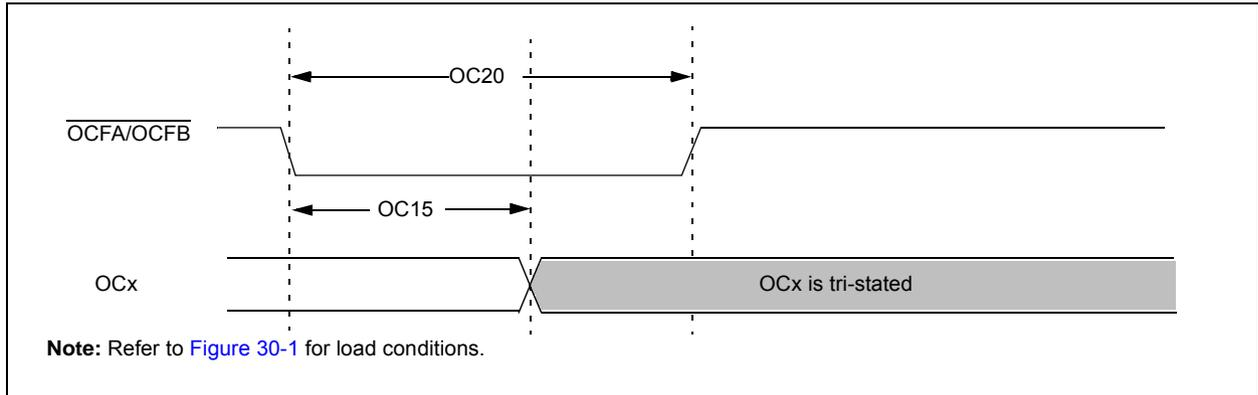 OC20
OCFA/OCFB
OC15
OCx
OCx is tri-stated
Note: Refer to Figure 30-1 for load conditions.